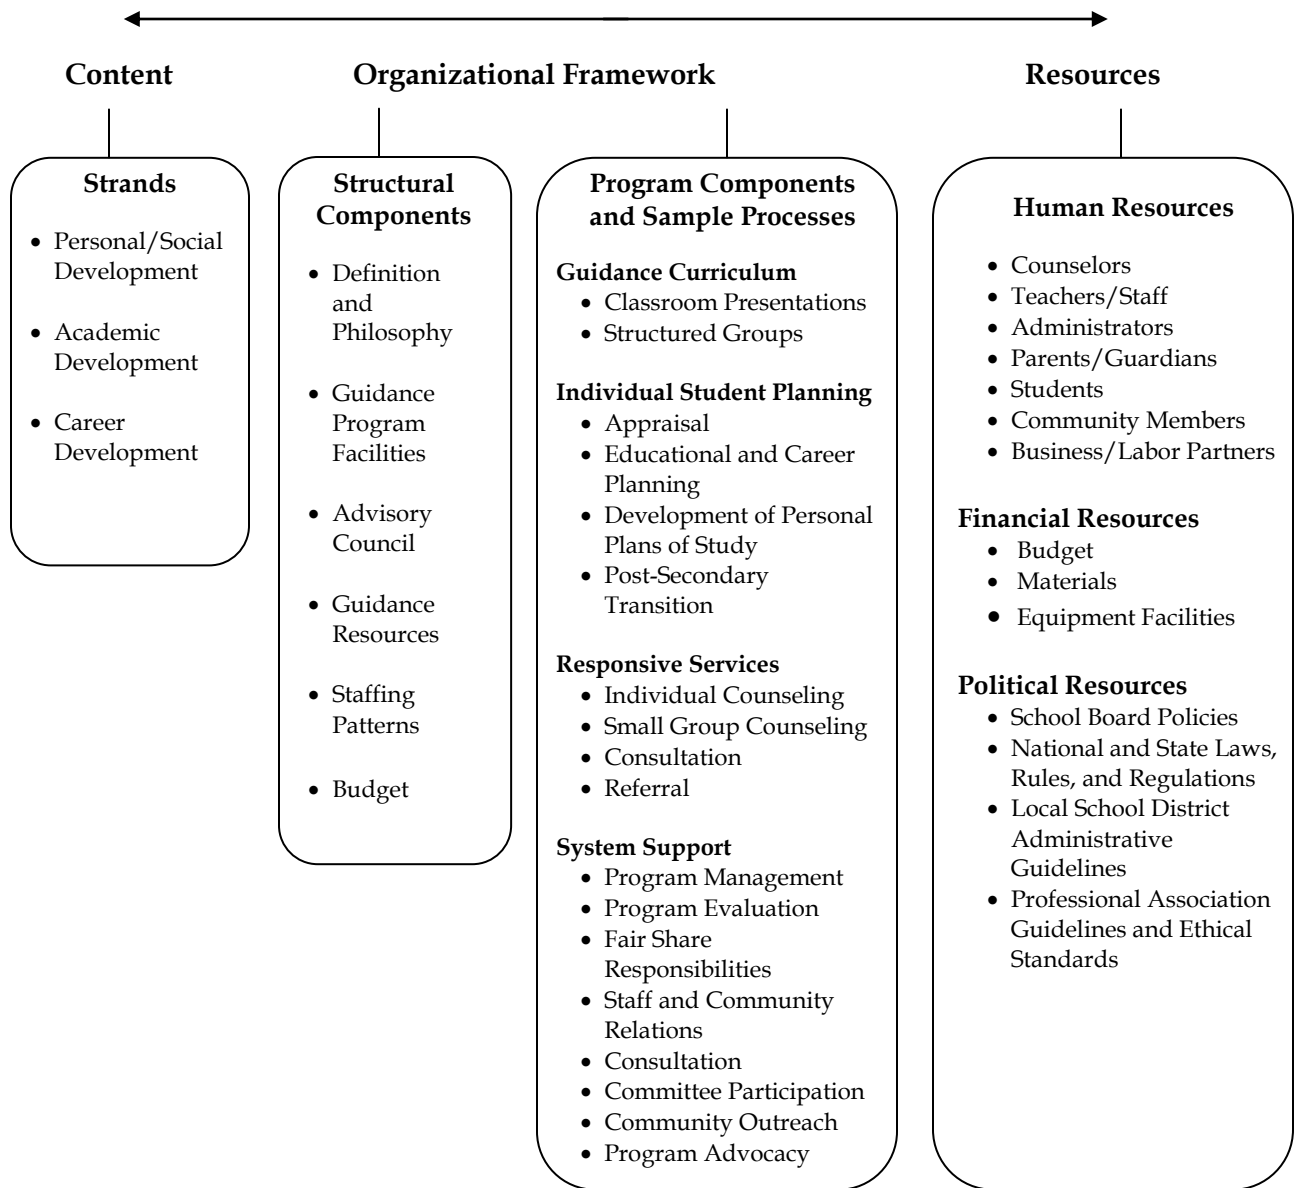 Content
Organizational Framework
Resources
Strands
• Personal/Social
Development
• Academic
Development
• Career
Development
Structural
Components
• Definition
and
Philosophy
• Guidance
Program
Facilities
• Advisory
Council
• Guidance
Resources
• Staffing
Patterns
• Budget
Program Components
and Sample Processes
Guidance Curriculum
• Classroom Presentations
• Structured Groups
Individual Student Planning
• Appraisal
• Educational and Career
Planning
• Development of Personal
Plans of Study
• Post-Secondary
Transition
Responsive Services
• Individual Counseling
• Small Group Counseling
• Consultation
• Referral
System Support
• Program Management
• Program Evaluation
• Fair Share
Responsibilities
• Staff and Community
Relations
• Consultation
• Committee Participation
• Community Outreach
• Program Advocacy
Human Resources
• Counselors
• Teachers/Staff
• Administrators
• Parents/Guardians
• Students
• Community Members
• Business/Labor Partners
Financial Resources
• Budget
• Materials
• Equipment Facilities
Political Resources
• School Board Policies
• National and State Laws,
Rules, and Regulations
• Local School District
Administrative
Guidelines
• Professional Association
Guidelines and Ethical
Standards